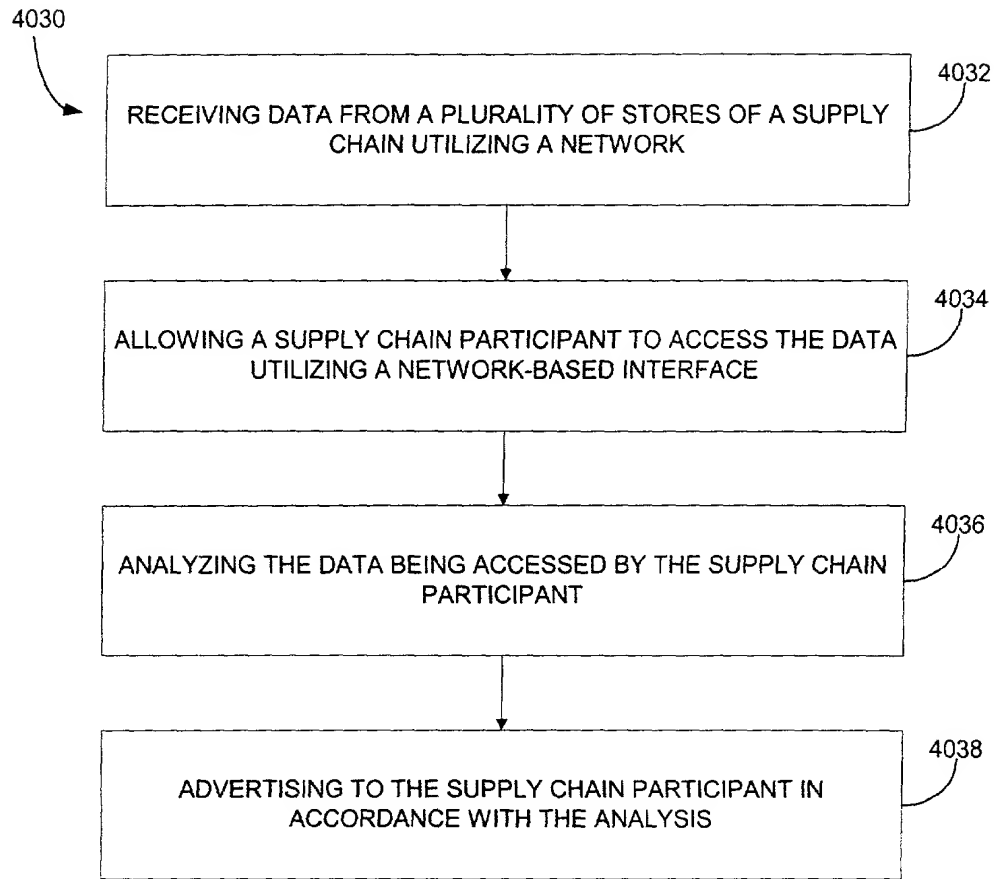 4030
4032
RECEIVING DATA FROM A PLURALITY OF STORES OF A SUPPLY
CHAIN UTILIZING A NETWORK
4034
ALLOWING A SUPPLY CHAIN PARTICIPANT TO ACCESS THE DATA
UTILIZING A NETWORK-BASED INTERFACE
4036
ANALYZING THE DATA BEING ACCESSED BY THE SUPPLY CHAIN
PARTICIPANT
4038
ADVERTISING TO THE SUPPLY CHAIN PARTICIPANT IN
ACCORDANCE WITH THE ANALYSIS